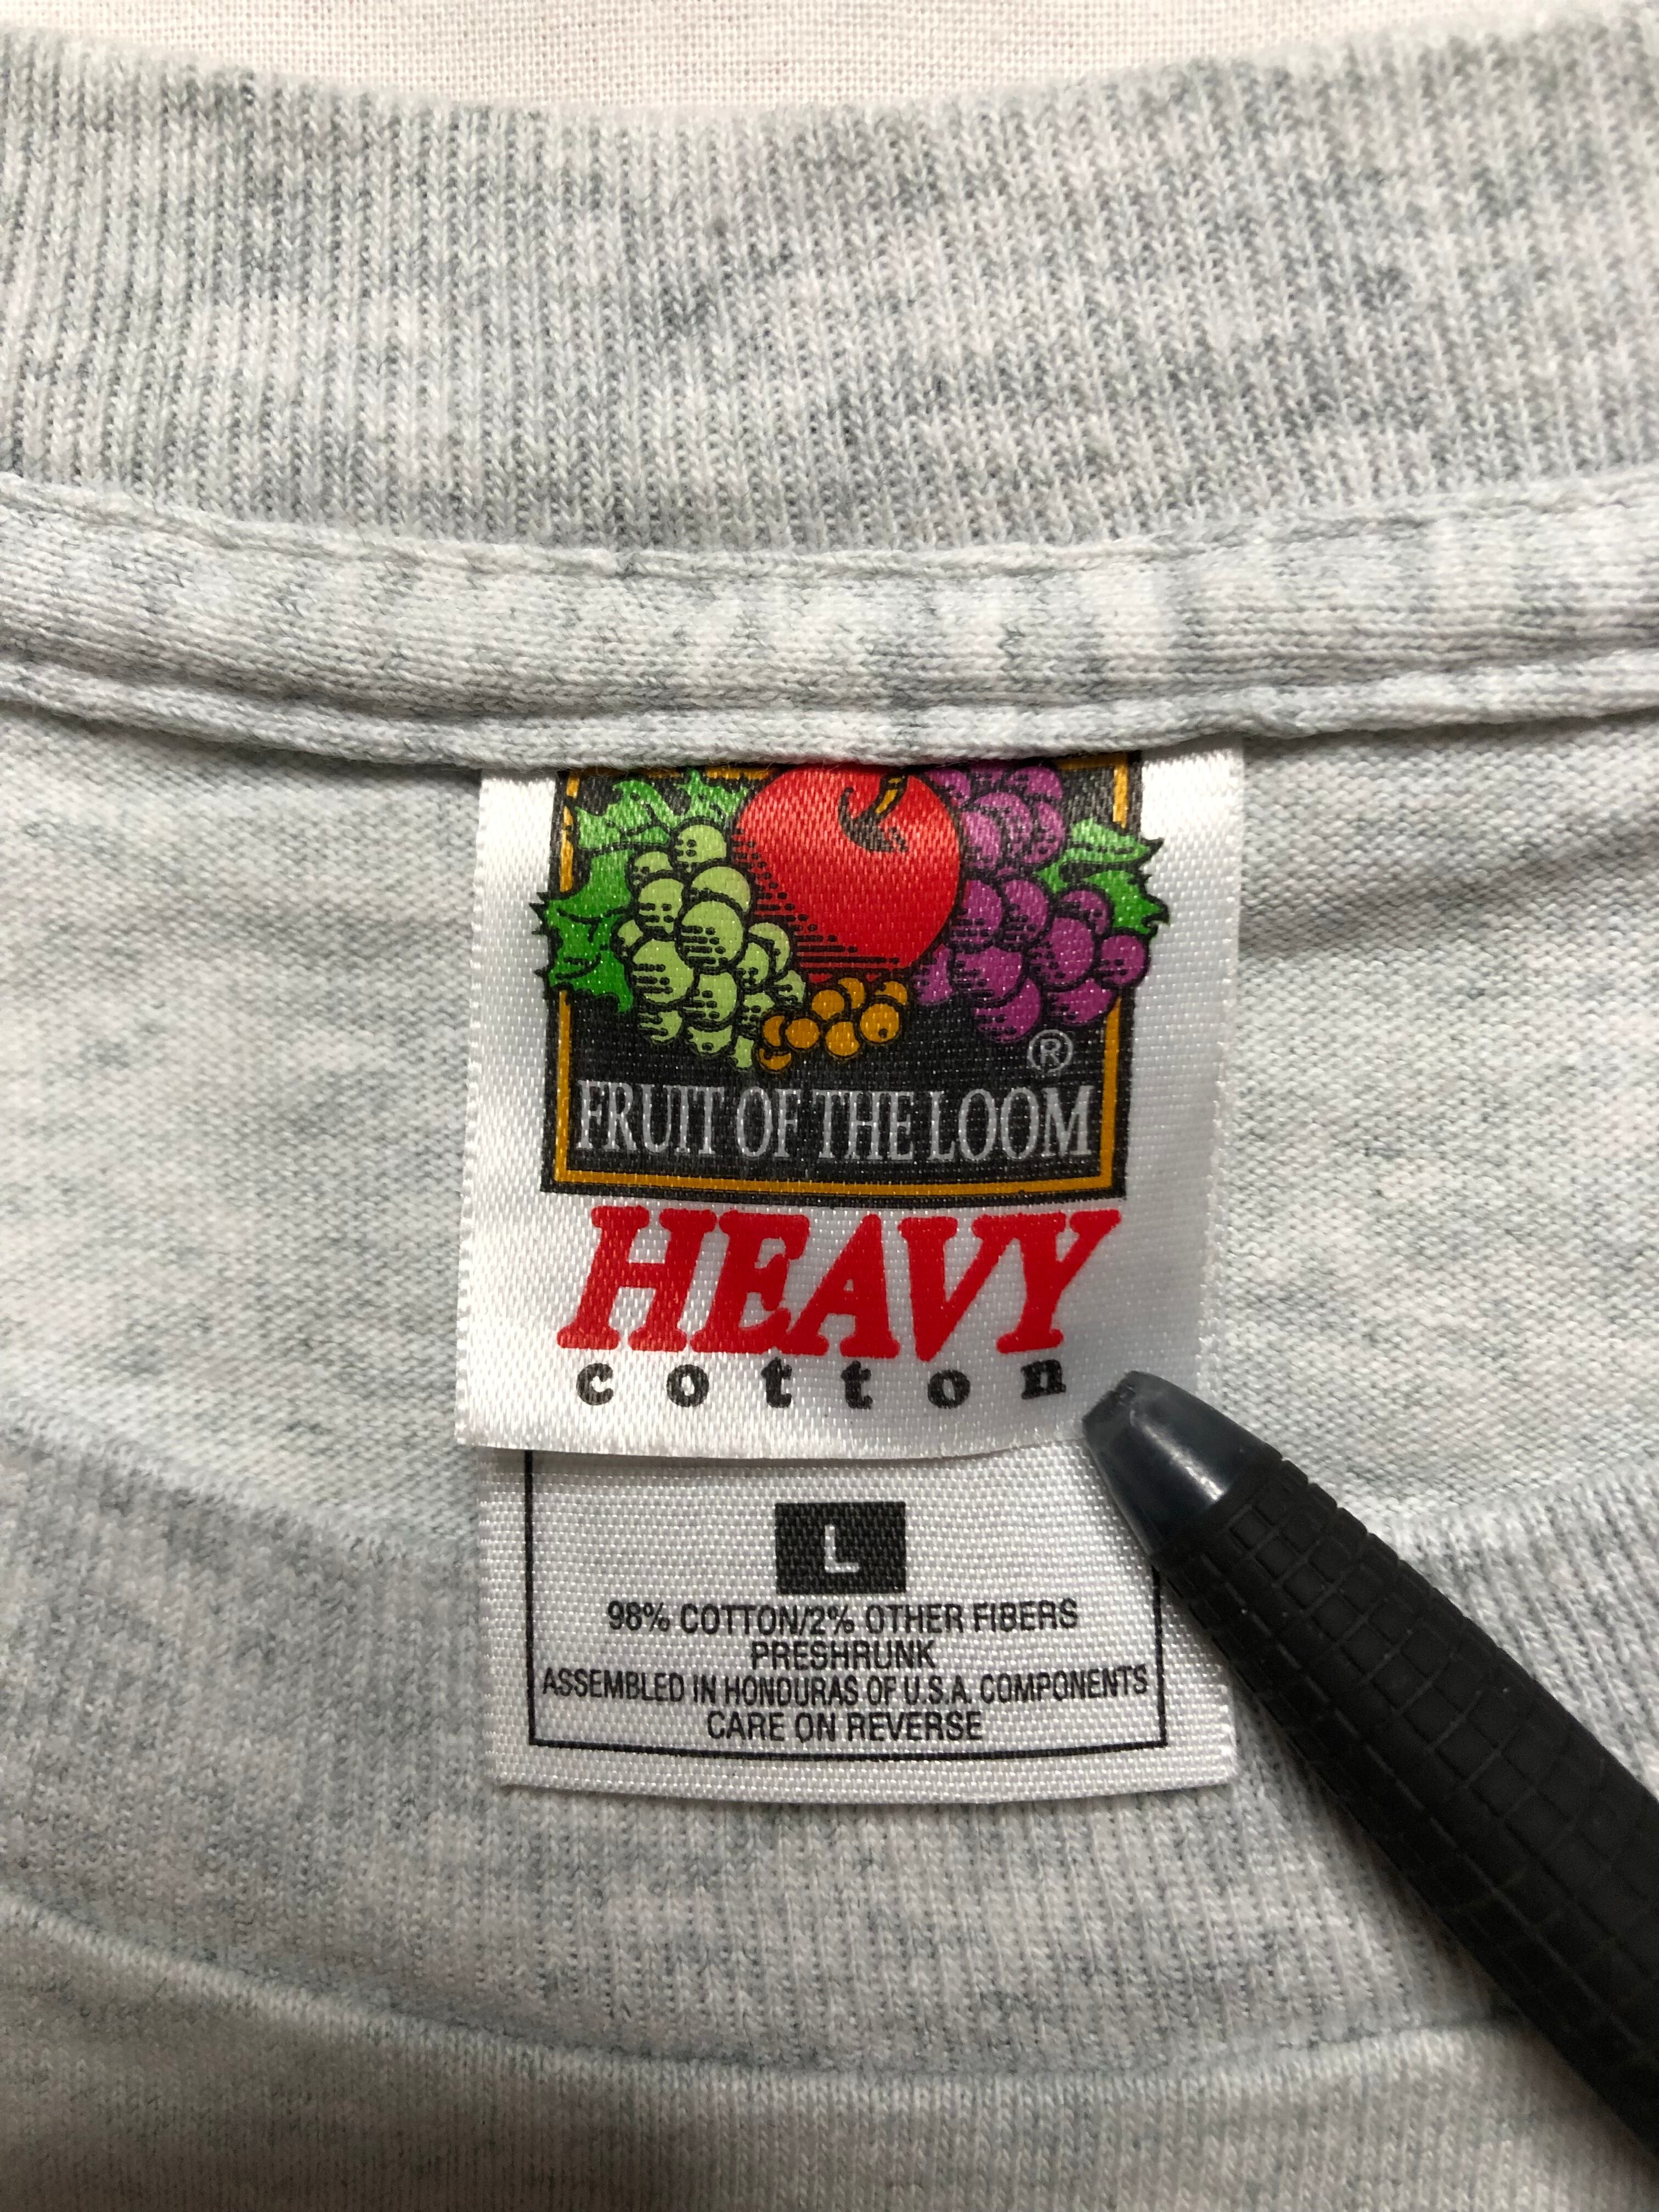 ®
FRUIT OF THE LOOM
HEAVY
cotton
L
98% COTTON/2% OTHER FIBERS
PRESHRUNK
ASSEMBLED IN HONDURAS OF U.S.A. COMPONENTS
CARE ON REVERSE